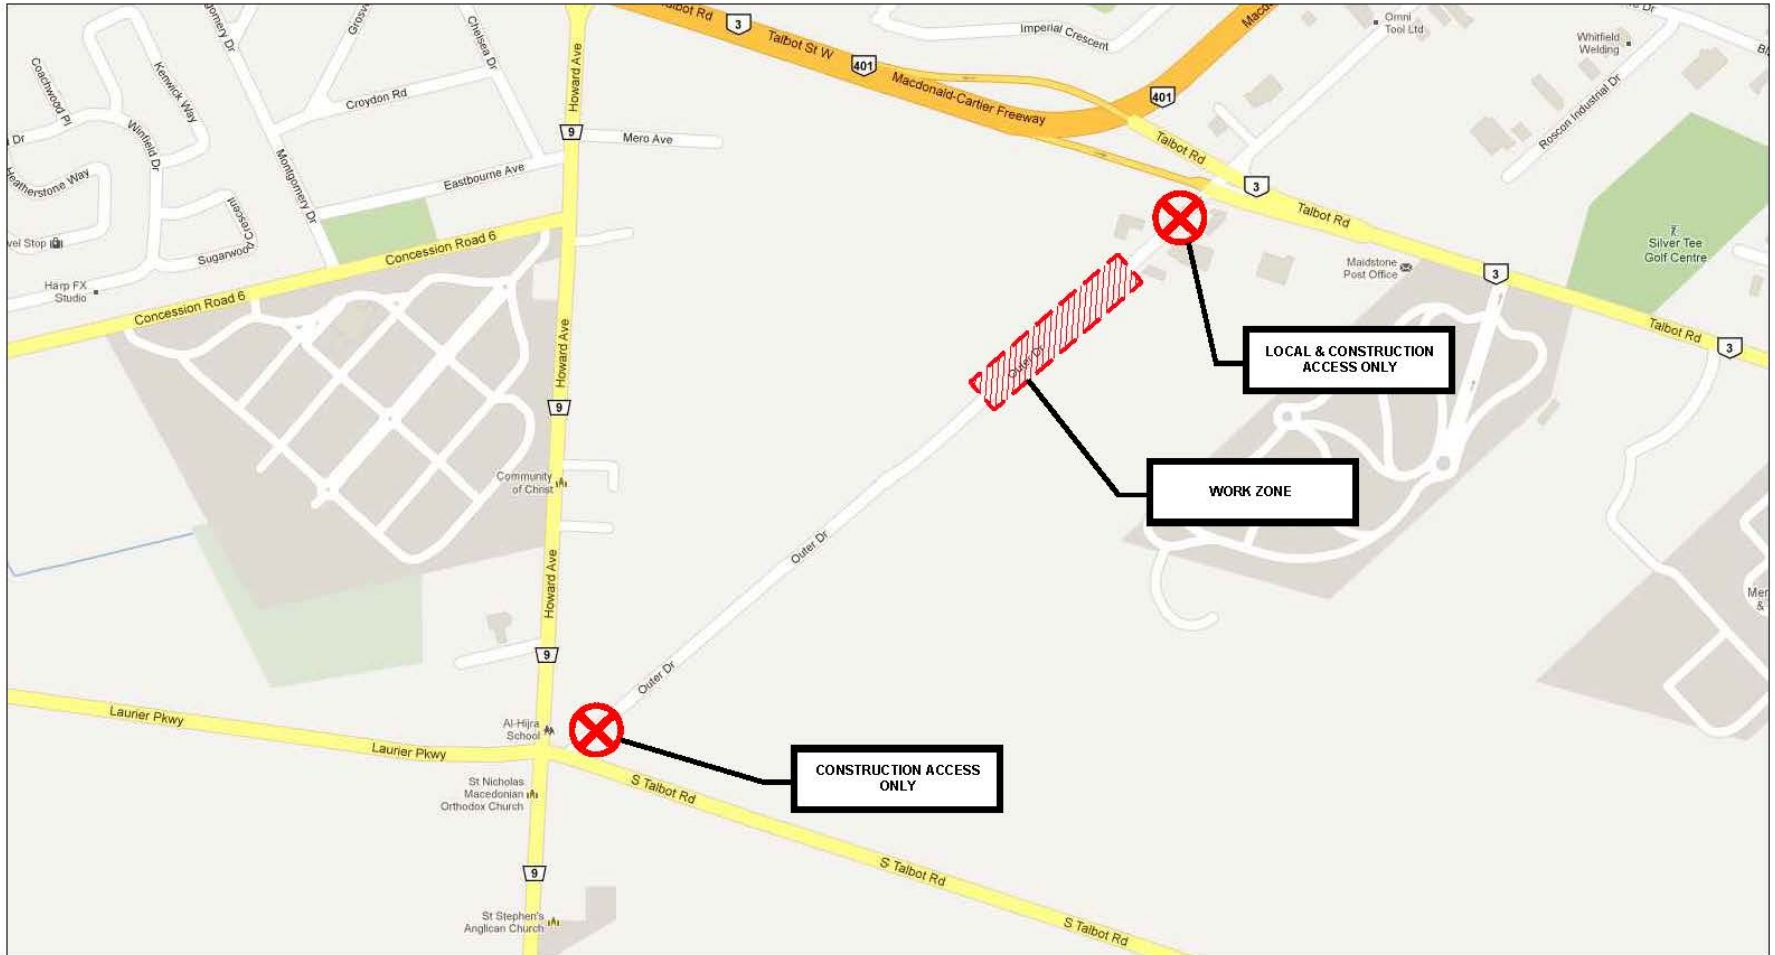 Talbot Rd
3
Talbot St W
401
Macdonald-Cartier Freeway
401
Imperial Crescent
Omni
Tool Ltd
Whitfield
Welding
Roscon Industrial Dr
Montgomery Dr
Chelsea Dr
Howard Ave
Coachwood Pl
Kenwick Way
Croydon Rd
Winfield Dr
9
Mero Ave
Talbot Rd
3
Talbot Rd
Heatherstone Way
Montgomery Dr
Eastbourne Ave
Crescent
Sugarwood
Concession Road 6
Silver Tee
Golf Centre
Maidstone
Post Office
3
Harp FX
Studio
Concession Road 6
Talbot Rd
3
Howard Ave
Outer Dr
LOCAL & CONSTRUCTION
ACCESS ONLY
9
Community
of Christ
WORK ZONE
Outer Dr
Howard Ave
9
Outer Dr
Laurier Pkwy
Al-Hijra
School
Laurier Pkwy
CONSTRUCTION ACCESS
ONLY
St Nicholas
Macedonian
Orthodox Church
S Talbot Rd
9
S Talbot Rd
St Stephen's
Anglican Church
S Talbot Rd